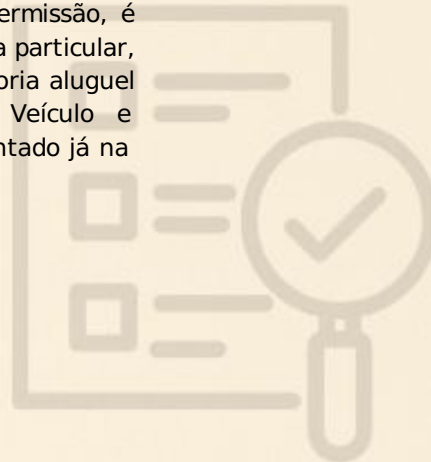 ermissão, é
a particular,
oria aluguel
Veículo e
ntado já na